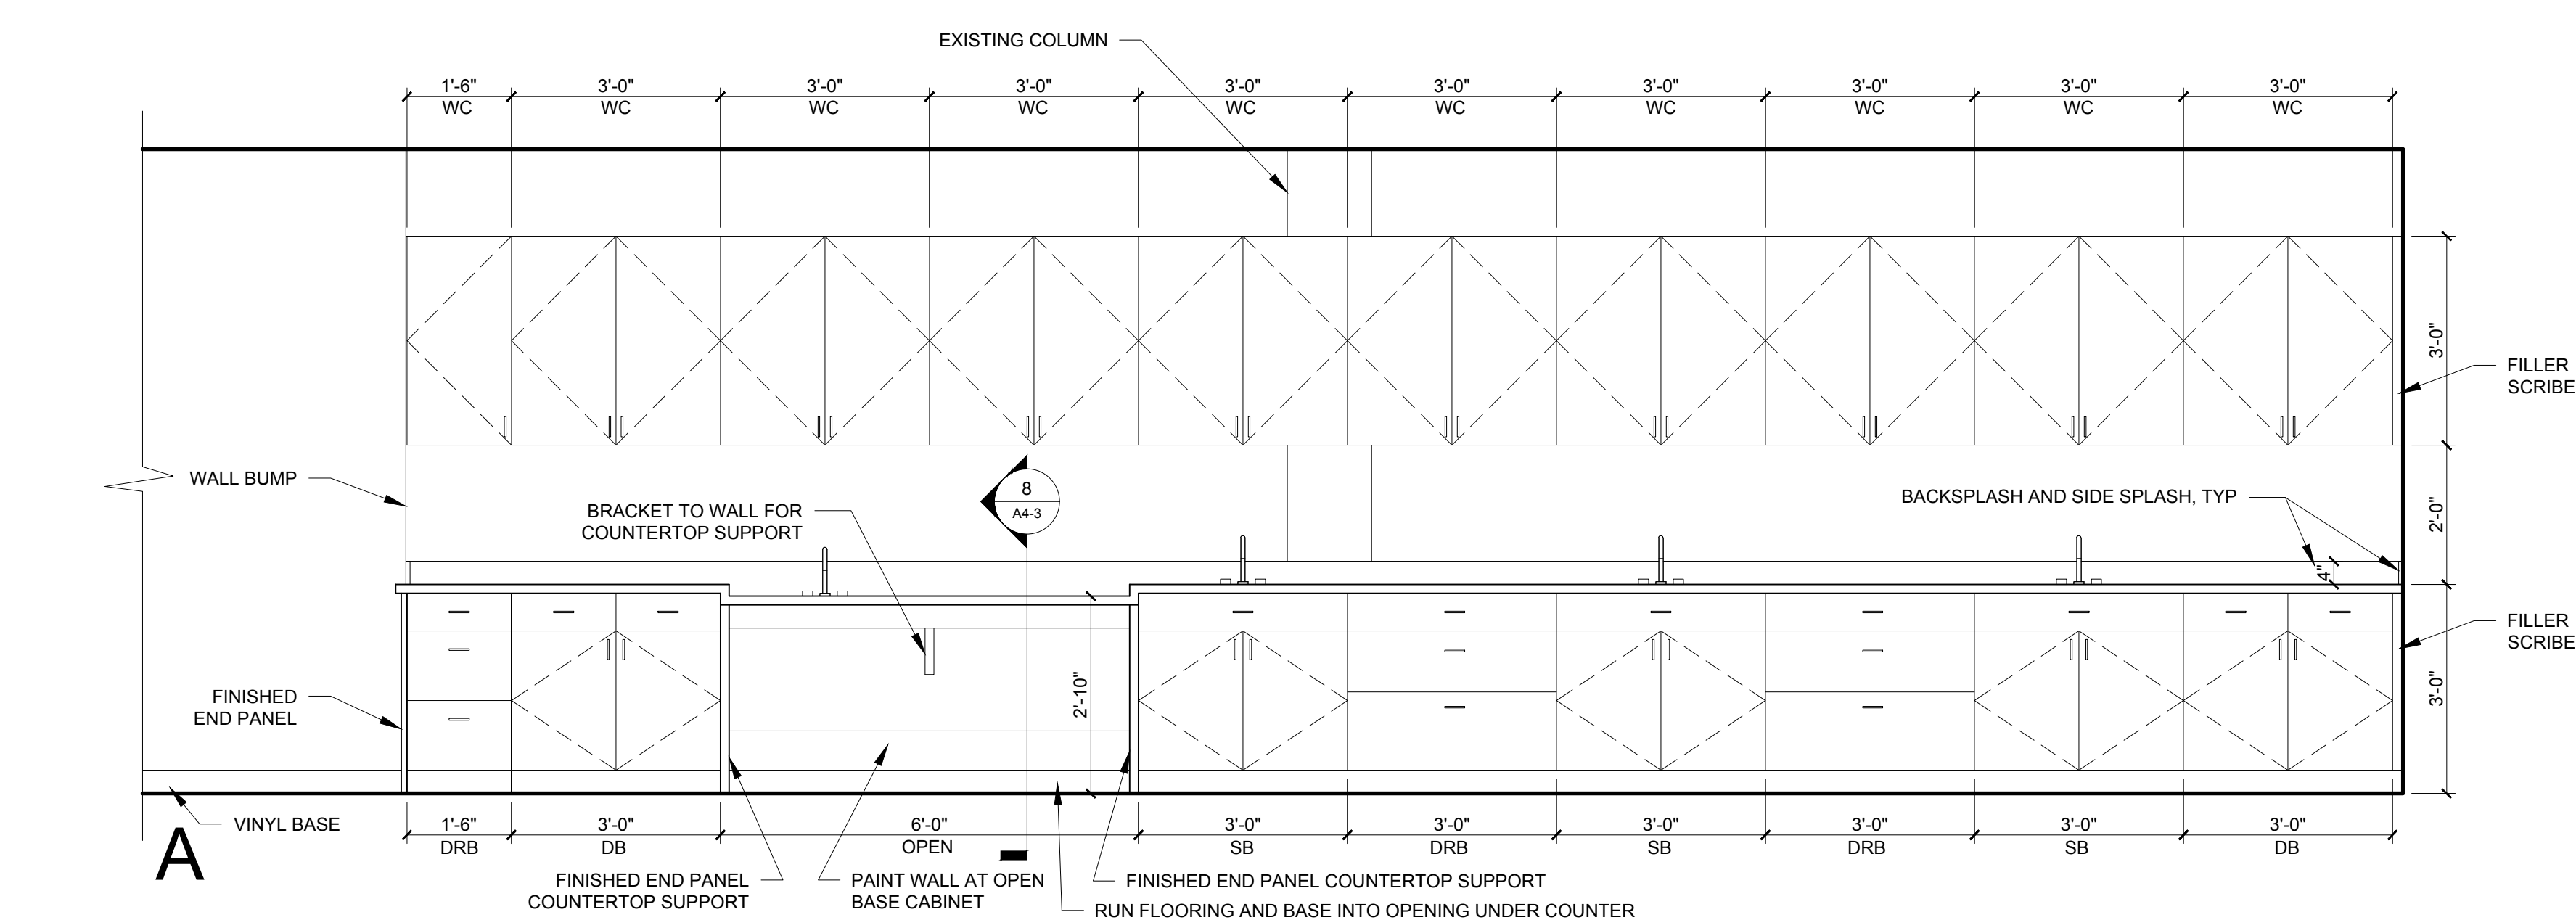 EXISTING COLUMN
1'-6" 3'-0" 3'-0" 3'-0" 3'-0" 3'-0" 3'-0" 3'-0" 3'-0" 3'-0"
WC WC WC WC WC WC WC WC WC WC
3'-0"
FILLER
SCRIBE
WALL BUMP
BRACKET TO WALL FOR
COUNTERTOP SUPPORT
8
A4-3
BACKSPLASH AND SIDE SPLASH, TYP
2'-0"
4"
FILLER
SCRIBE
FINISHED
END PANEL
2'-10"
3'-0"
VINYL BASE
A
1'-6" 3'-0" 6'-0" 3'-0" 3'-0" 3'-0" 3'-0" 3'-0" 3'-0"
DRB DB OPEN SB DRB SB DRB SB DB
FINISHED END PANEL
COUNTERTOP SUPPORT
PAINT WALL AT OPEN
BASE CABINET
FINISHED END PANEL COUNTERTOP SUPPORT
RUN FLOORING AND BASE INTO OPENING UNDER COUNTER